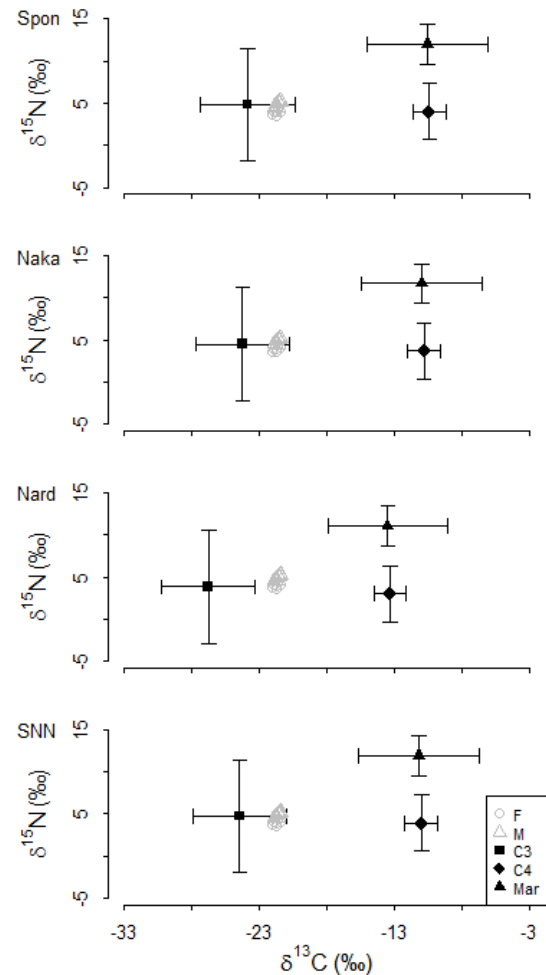 Spon
15
5
-5
δ15N (‰)
Naka
15
5
-5
δ15N (‰)
Nard
15
5
-5
δ15N (‰)
SNN
15
5
-5
δ15N (‰)
F
M
C3
C4
Mar
-33 -23 -13 -3
δ13C (‰)